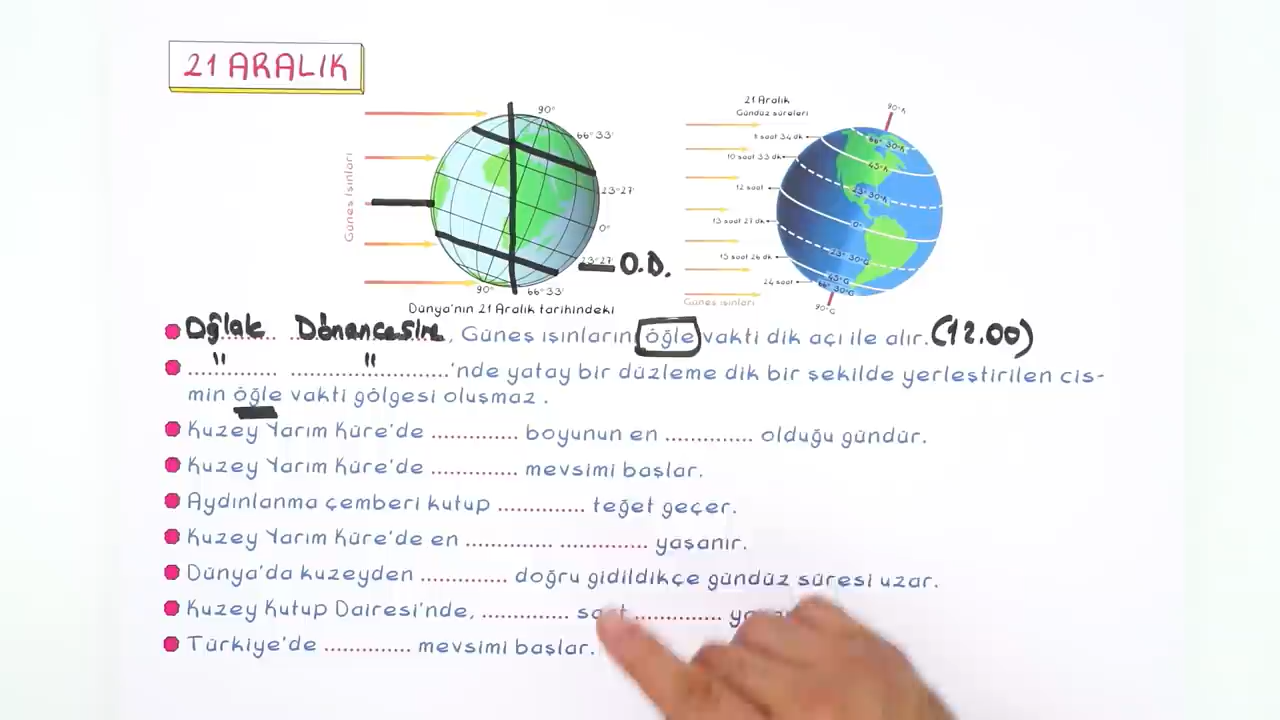 21 ARALIK
90°
66° 33'
23°27'
0°
23°27'
O.D.
90°
66° 33'
Güneş ışınları
Dünya'nın 21 Aralık tarihindeki
21 Aralık
Gündüz süreleri
8 saat 34 dk
10 saat 33 dk
12 saat
13 saat 27 dk
15 saat 26 dk
24 saat
Güneş ışınları
90°K
66° 30'K
45°K
23° 30'K
0°
23° 30'G
45°G
66° 30'G
90°G
Oğlak Dönencesine, Güneş ışınların öğle vakti dik açı ile alır. (12.00)
" "
............ .....................'nde yatay bir düzleme dik bir şekilde yerleştirilen cis-
min öğle vakti gölgesi oluşmaz .
Kuzey Yarım Küre'de ............ boyunun en ............ olduğu gündür.
Kuzey Yarım Küre'de ............ mevsimi başlar.
Aydınlanma çemberi kutup ............ teğet geçer.
Kuzey Yarım Küre'de en ............ ............ yaşanır.
Dünya'da kuzeyden ............ doğru gidildikçe gündüz süresi uzar.
Kuzey Kutup Dairesi'nde, ............ saat ............
Türkiye'de ............ mevsimi başlar.